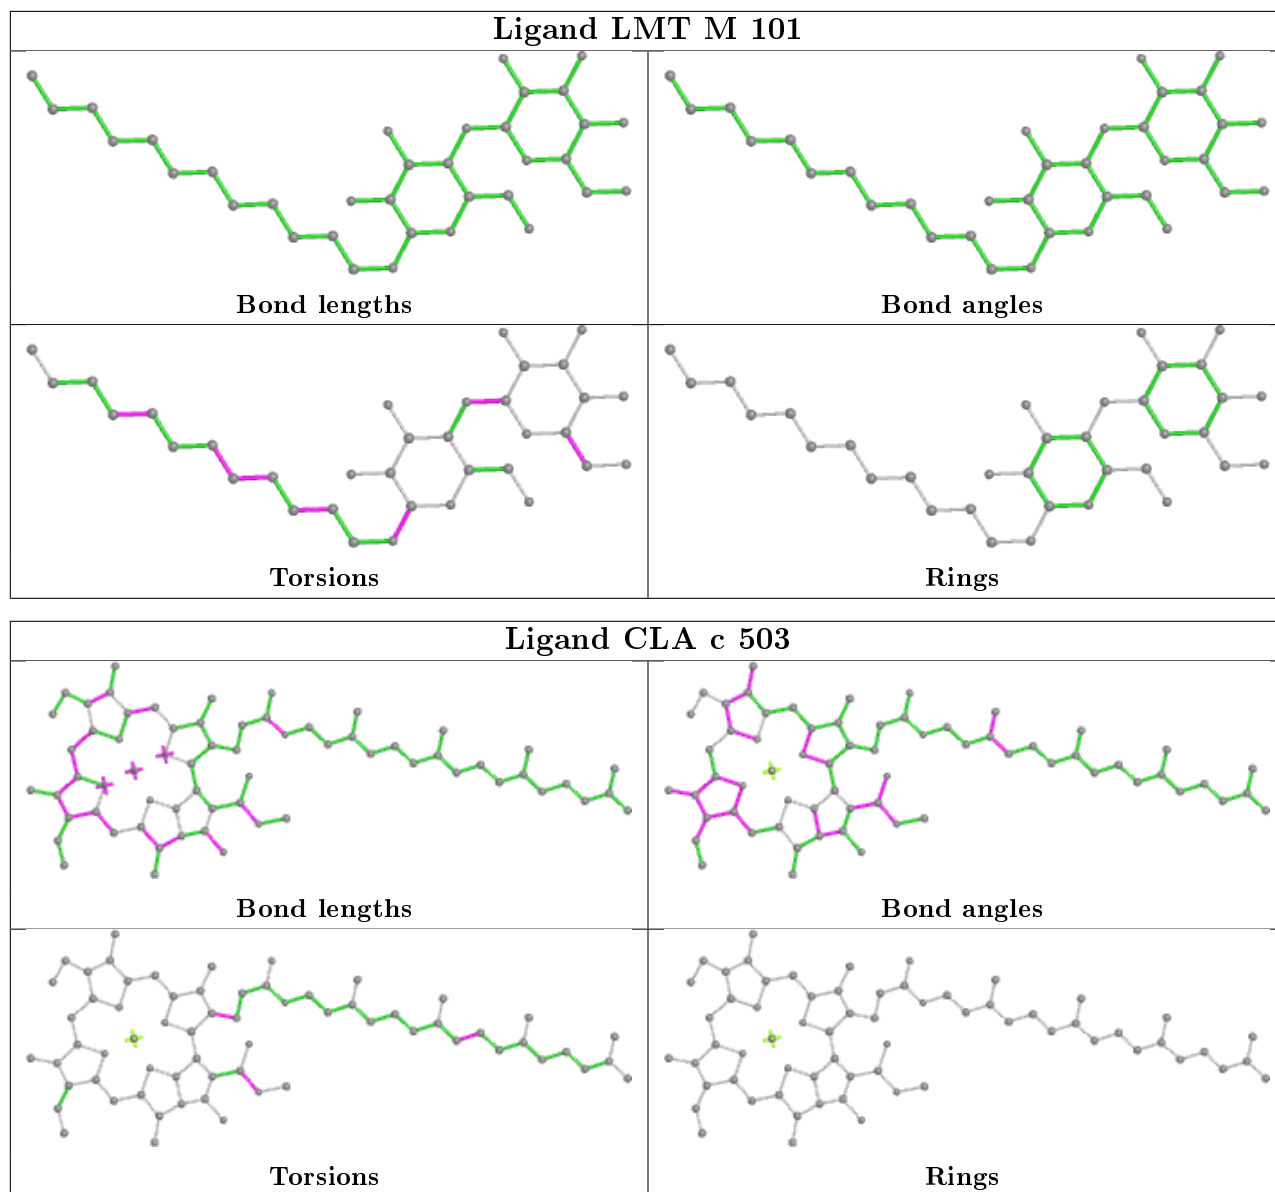 Ligand LMT M 101
Bond lengths
Bond angles
Torsions
Rings
Ligand CLA c 503
Bond lengths
Bond angles
Torsions
Rings